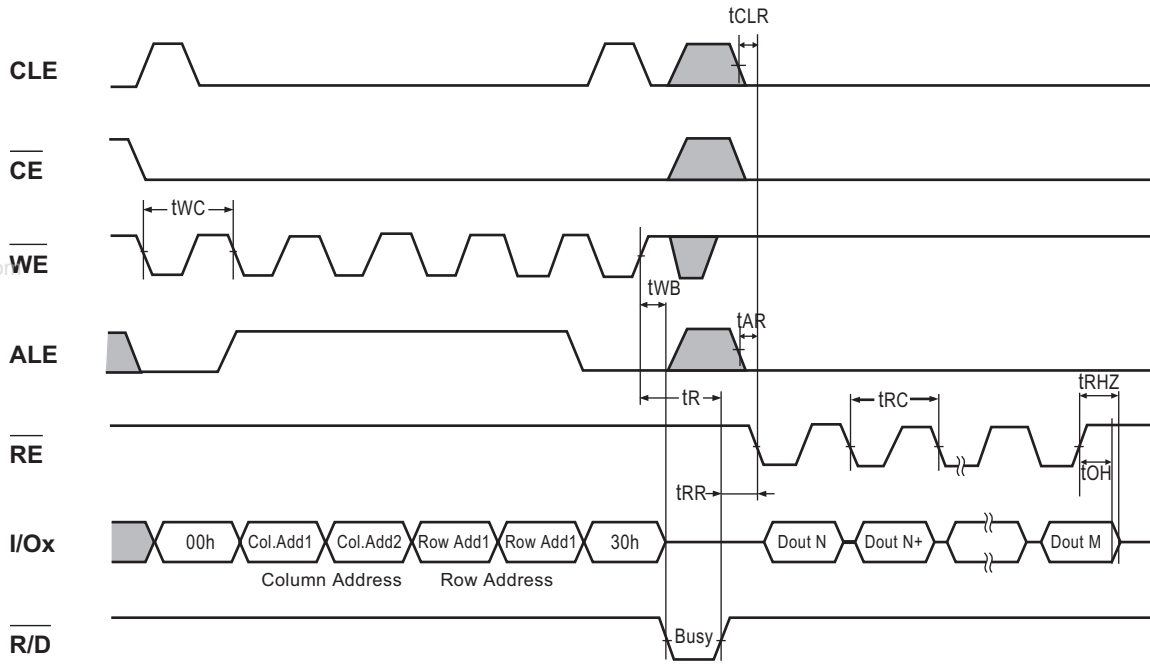 tCLR
CLE
CE
tWC
WE
om
tWB
tAR
ALE
tR
tRC
tRHZ
RE
tRR
tOH
I/Ox
00h Col.Add1 Col.Add2 Row Add1 Row Add1 30h Dout N Dout N+ Dout M
Column Address Row Address
R/D
Busy